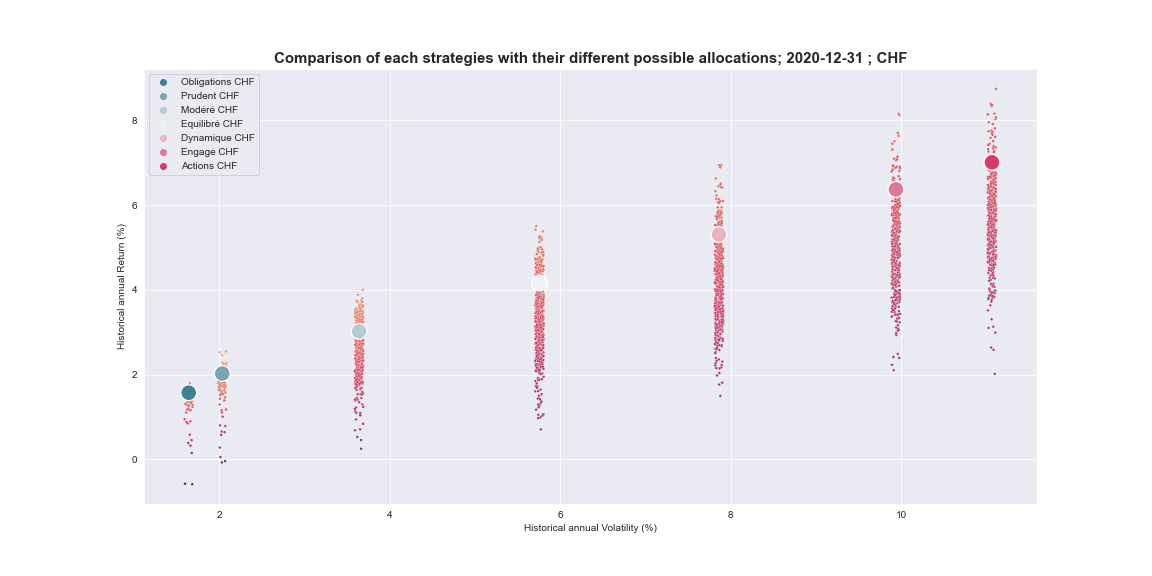 Comparison of each strategies with their different possible allocations; 2020-12-31 ; CHF
Obligations CHF
Prudent CHF
Modéré CHF
Equilibré CHF
Dynamique CHF
Engagé CHF
Actions CHF
Historical annual Return (%)
8
6
4
2
0
2
4
6
8
10
Historical annual Volatility (%)